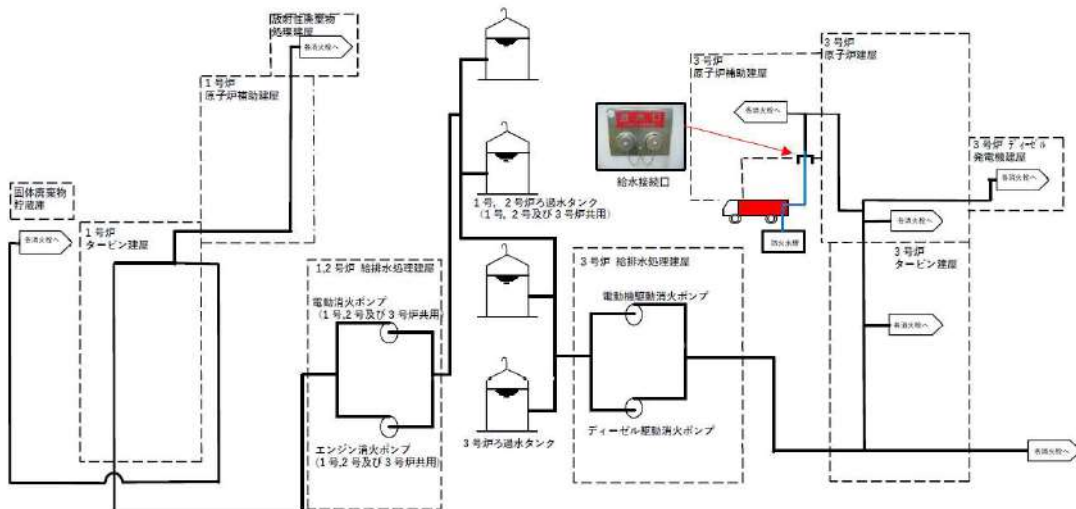 放射性廃棄物
処理建屋
各消火栓へ
1号炉
原子炉補助建屋
固体廃棄物
貯蔵庫
各消火栓へ
1号炉
タービン建屋
1,2号炉 給排水処理建屋
電動消火ポンプ
(1号,2号及び3号炉共用)
エンジン消火ポンプ
(1号,2号及び3号炉共用)
1号,2号炉ろ過水タンク
(1号,2号及び3号炉共用)
3号炉ろ過水タンク
3号炉 給排水処理建屋
電動機駆動消火ポンプ
ディーゼル駆動消火ポンプ
3号炉
原子炉補助建屋
各消火栓へ
給水接続口
3号炉
原子炉建屋
3号炉 ディーゼル
発電機建屋
各消火栓へ
各消火栓へ
3号炉
タービン建屋
各消火栓へ
各消火栓へ